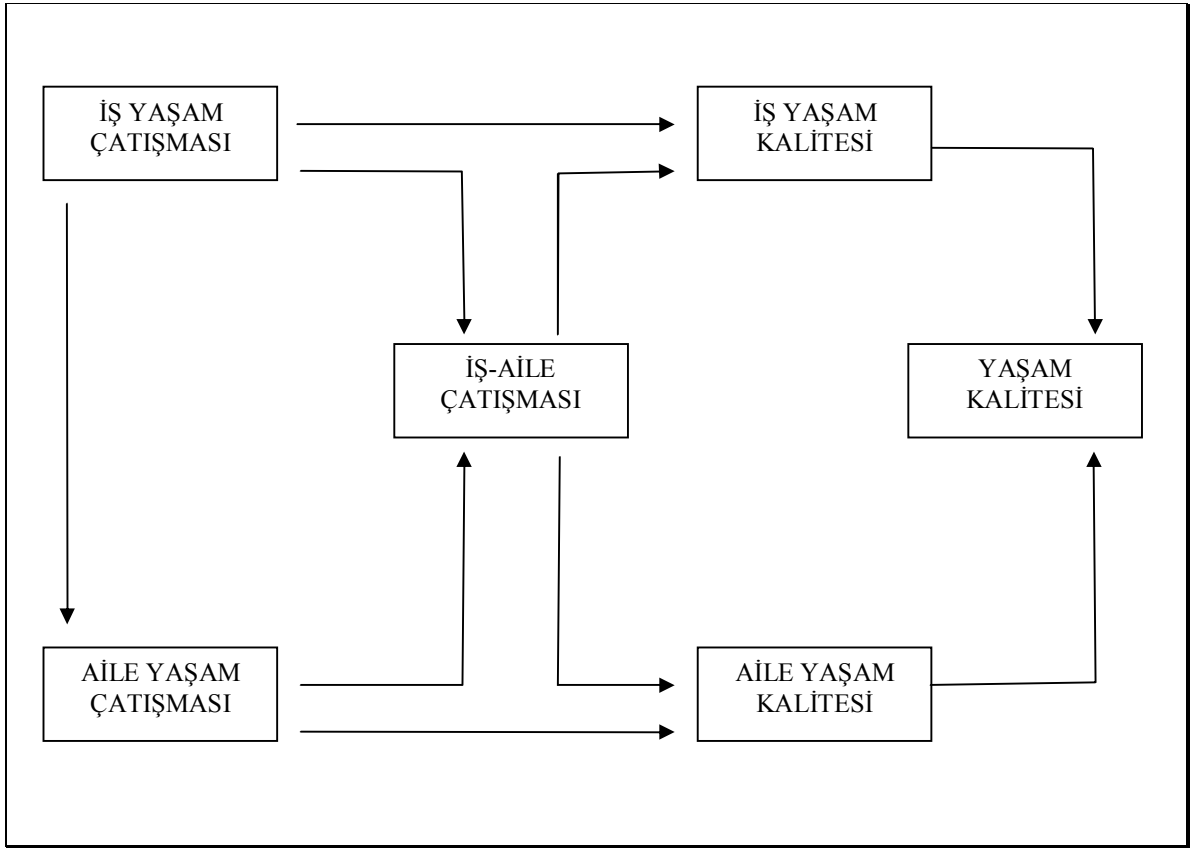 İŞ YAŞAM
ÇATIŞMASI
İŞ YAŞAM
KALİTESİ
İŞ-AİLE
ÇATIŞMASI
YAŞAM
KALİTESİ
AİLE YAŞAM
ÇATIŞMASI
AİLE YAŞAM
KALİTESİ